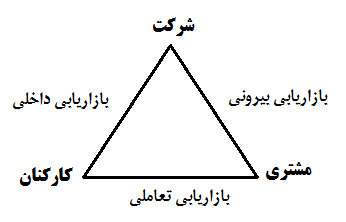 شرکت
بازاریابی بیرونی
بازاریابی داخلی
مشتری
کارکنان
بازاریابی تعاملی